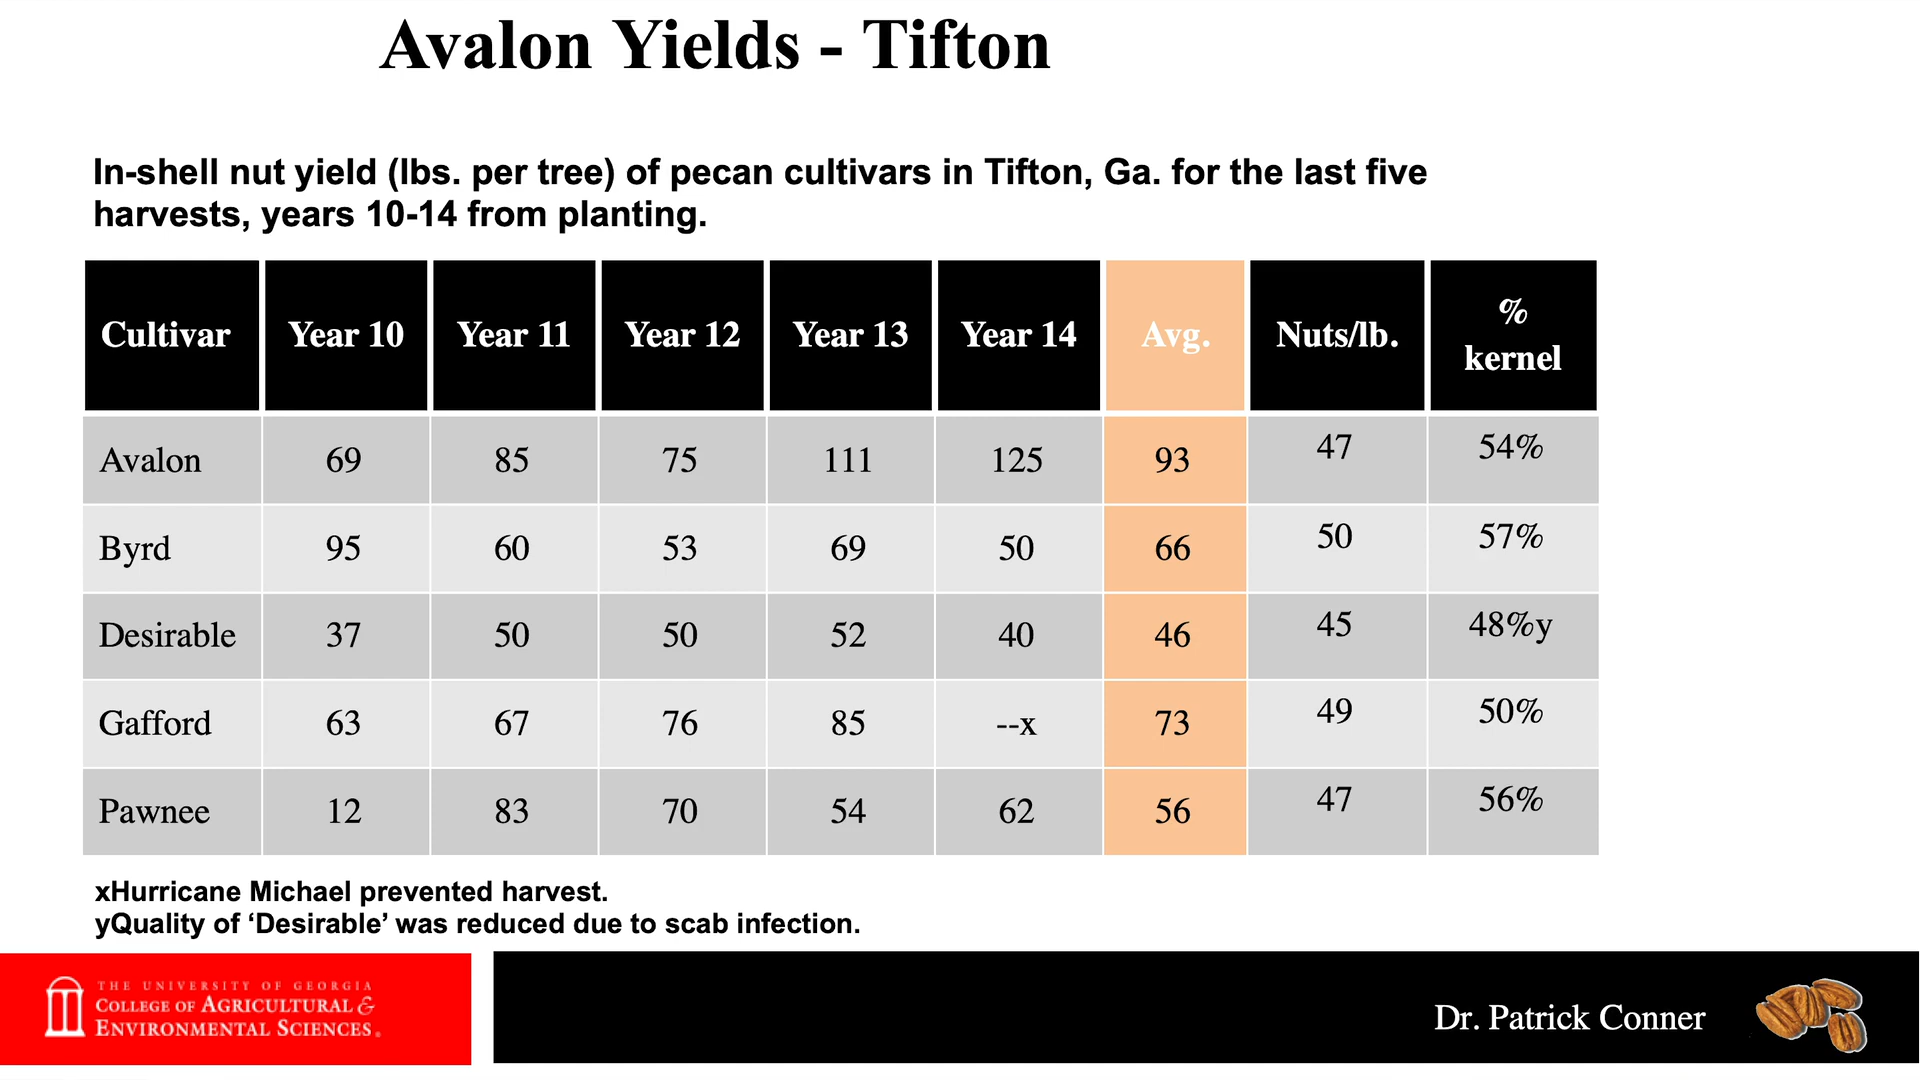 Avalon Yields - Tifton
In-shell nut yield (lbs. per tree) of pecan cultivars in Tifton, Ga. for the last five
harvests, years 10-14 from planting.
Cultivar Year 10 Year 11 Year 12 Year 13 Year 14 Avg. Nuts/lb. % kernel
Avalon 69 85 75 111 125 93 47 54%
Byrd 95 60 53 69 50 66 50 57%
Desirable 37 50 50 52 40 46 45 48%y
Gafford 63 67 76 85 --x 73 49 50%
Pawnee 12 83 70 54 62 56 47 56%
xHurricane Michael prevented harvest.
yQuality of ‘Desirable’ was reduced due to scab infection.
THE UNIVERSITY OF GEORGIA
COLLEGE OF AGRICULTURAL &
ENVIRONMENTAL SCIENCES®
Dr. Patrick Conner